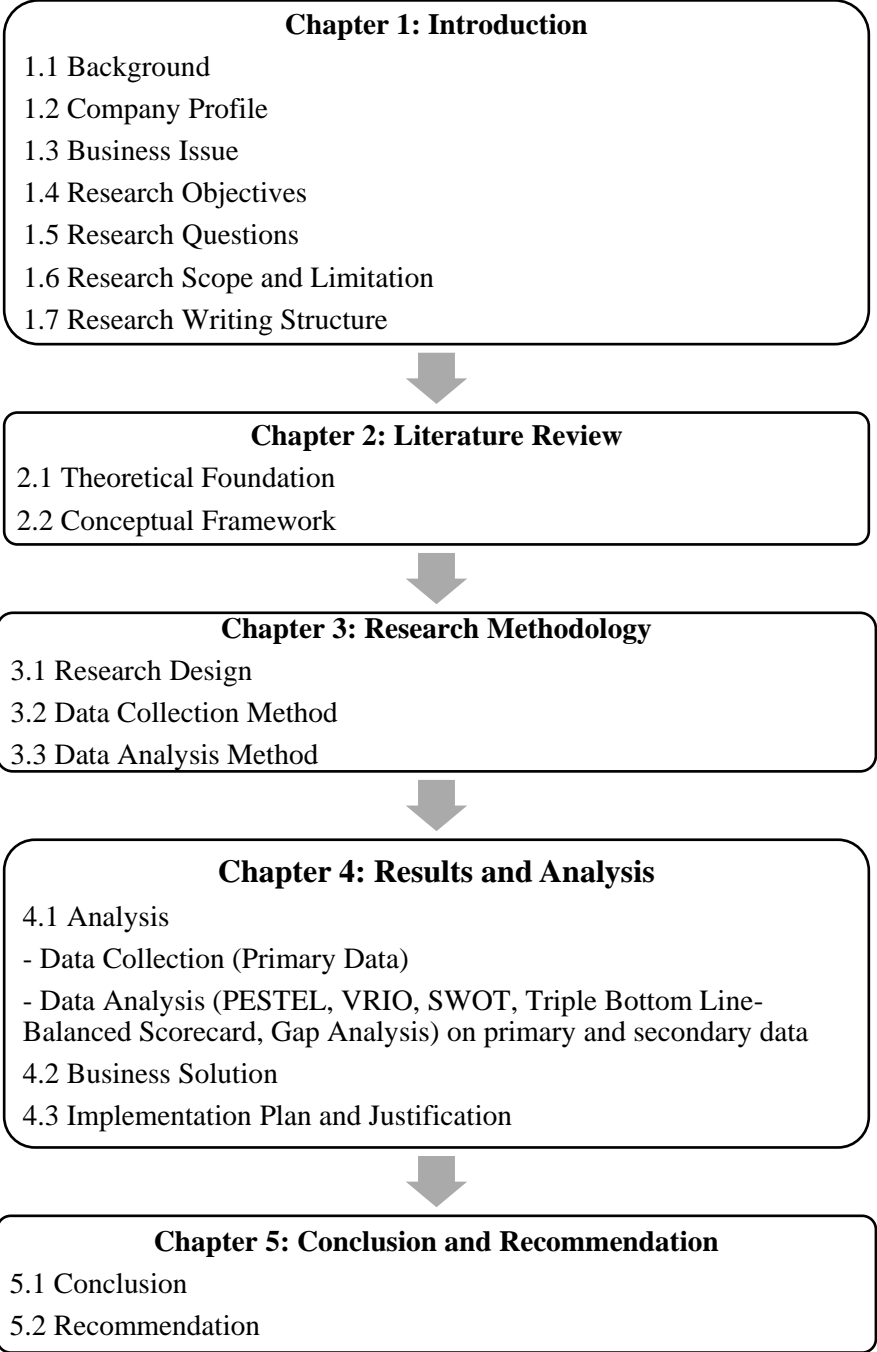 Chapter 1: Introduction
1.1 Background
1.2 Company Profile
1.3 Business Issue
1.4 Research Objectives
1.5 Research Questions
1.6 Research Scope and Limitation
1.7 Research Writing Structure
Chapter 2: Literature Review
2.1 Theoretical Foundation
2.2 Conceptual Framework
Chapter 3: Research Methodology
3.1 Research Design
3.2 Data Collection Method
3.3 Data Analysis Method
Chapter 4: Results and Analysis
4.1 Analysis
- Data Collection (Primary Data)
- Data Analysis (PESTEL, VRIO, SWOT, Triple Bottom Line-
Balanced Scorecard, Gap Analysis) on primary and secondary data
4.2 Business Solution
4.3 Implementation Plan and Justification
Chapter 5: Conclusion and Recommendation
5.1 Conclusion
5.2 Recommendation